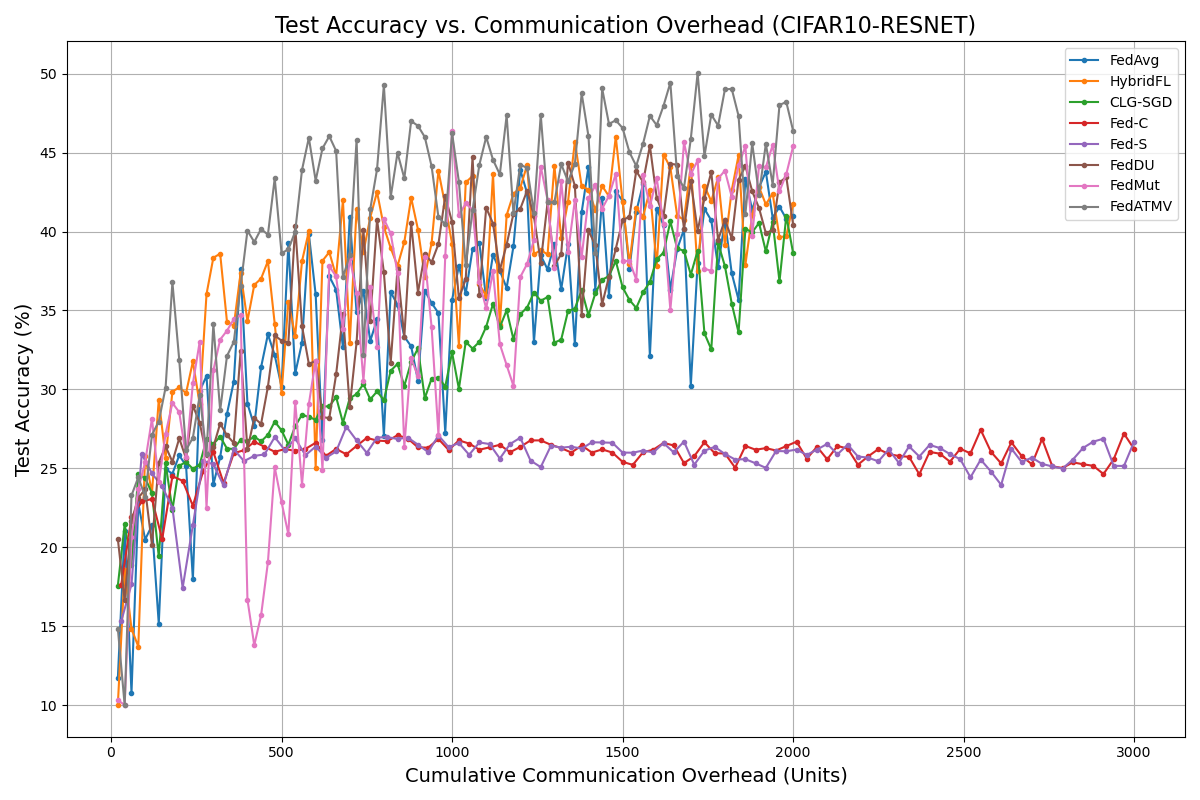 Test Accuracy vs. Communication Overhead (CIFAR10-RESNET)
Test Accuracy (%)
50
45
40
35
30
25
20
15
10
0 500 1000 1500 2000 2500 3000
Cumulative Communication Overhead (Units)
FedAvg
HybridFL
CLG-SGD
Fed-C
Fed-S
FedDU
FedMut
FedATMV